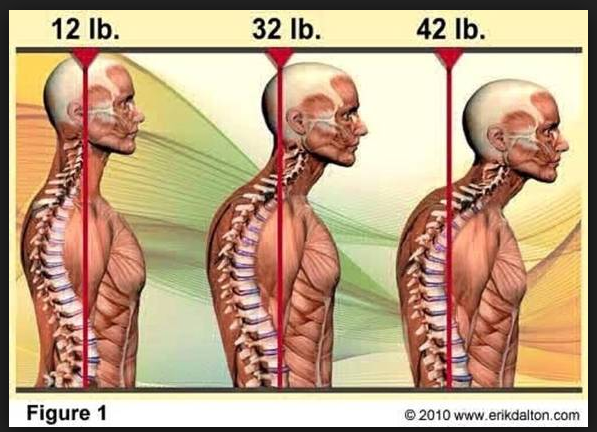 12 lb. 32 lb. 42 lb.
Figure 1 © 2010 www.erikdalton.com